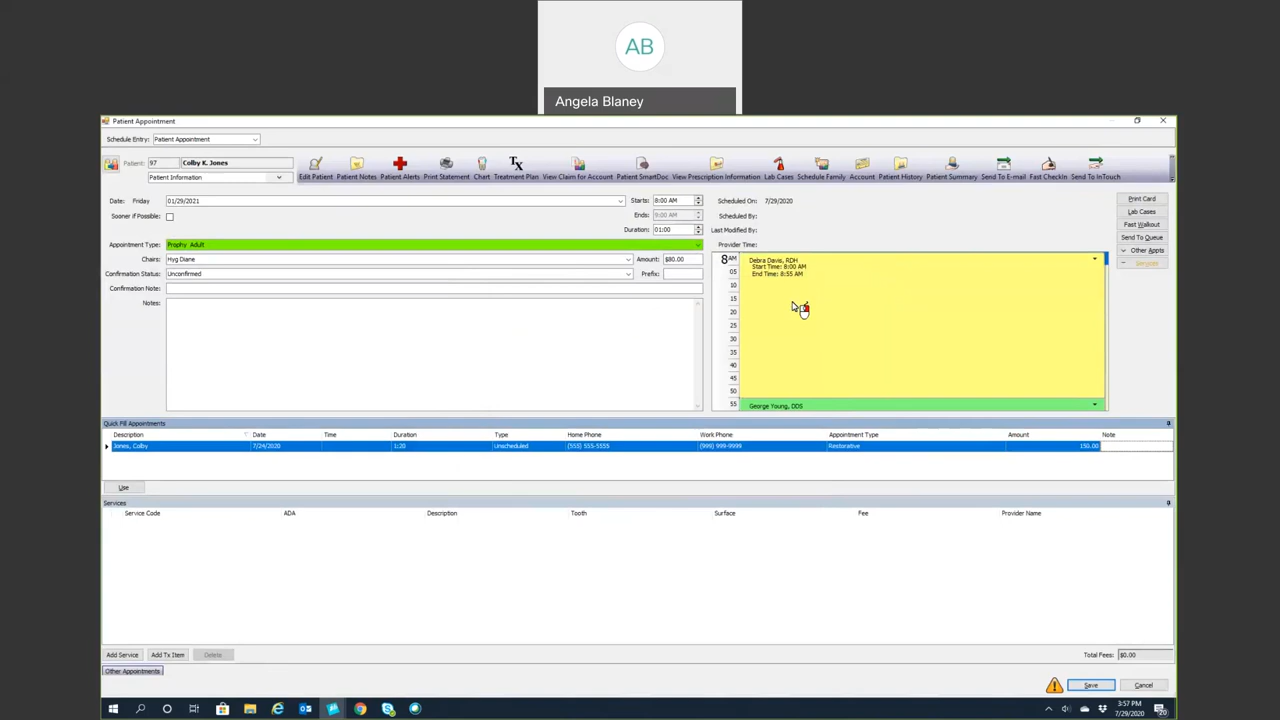 AB
Angela Blaney
Patient Appointment
Schedule Entry: Patient Appointment
Patient: 97 Colby K. Jones
Patient Information
Edit Patient Patient Notes Patient Alerts Print Statement Chart Treatment Plan View Claim for Account Patient SmartDoc View Prescription Information Lab Cases Schedule Family Account Patient History Patient Summary Send To E-mail Fast CheckIn Send To InTouch
Date: Friday 01/29/2021 Starts: 8:00 AM Scheduled On: 7/29/2020 Print Card
Sooner if Possible: Ends: 9:00 AM Scheduled By: Lab Cases
Duration: 01:00 Last Modified By: Fast Walkout
Send To Queue
Appointment Type: Prophy Adult Provider Time:
Other Appts
Chairs: Hyg Diane Amount: $80.00 8AM Debra Davis, RDH
Services
Start Time: 8:00 AM
Confirmation Status: Unconfirmed Prefix: 05 End Time: 8:55 AM
Confirmation Note: 10
Notes: 15
20
25
30
35
40
45
50
55 George Young, DDS
Quick Fill Appointments
Description Date Time Duration Type Home Phone Work Phone Appointment Type Amount Note
Jones, Colby 7/24/2020 1:20 Unscheduled (555) 555-5555 (999) 999-9999 Restorative 150.00
Use
Services
Service Code ADA Description Tooth Surface Fee Provider Name
Add Service Add Tx Item Delete Total Fees: $0.00
Other Appointments
Save Cancel
3:57 PM
7/29/2020
20